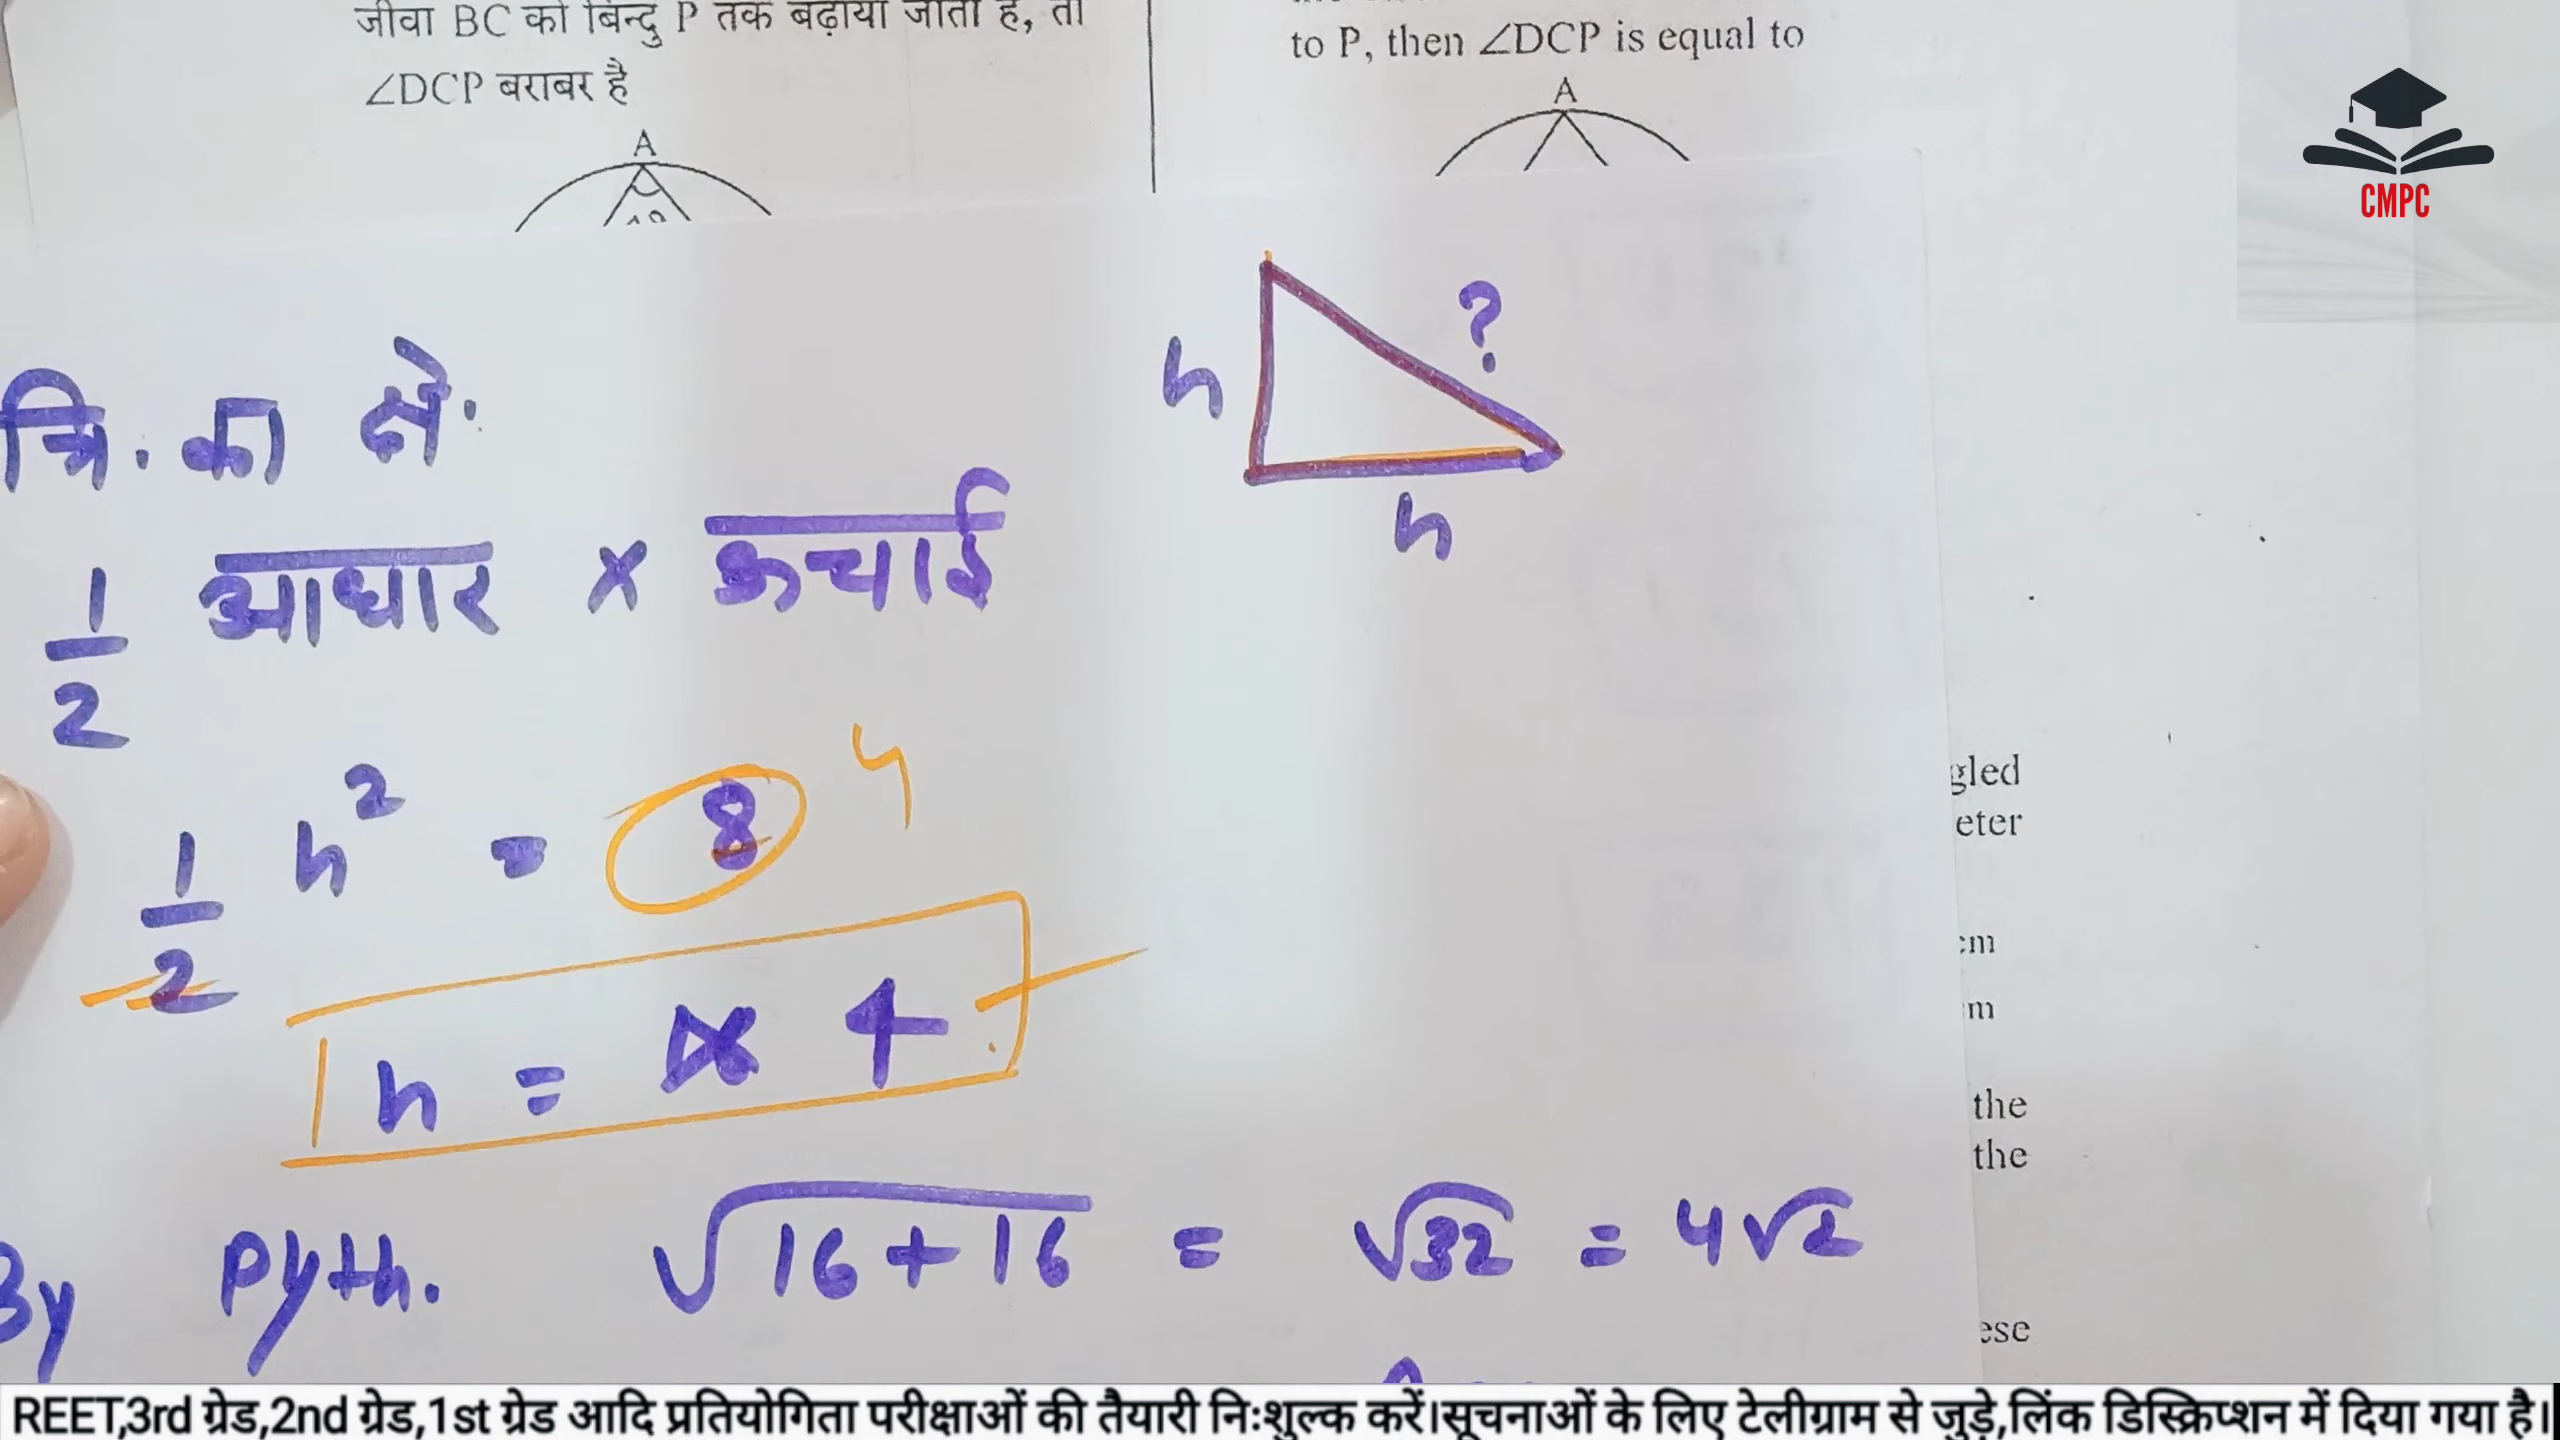 जीवा BC को बिन्दु P तक बढ़ाया जाता है, तो
∠DCP बराबर है
A
to P, then ∠DCP is equal to
A
CMPC
त्रि. का क्षे.
1/2 आधार × ऊचाई
h
?
h
1/2 h² = 8 4
h = 4
By Pyth. √16+16 = √32 = 4√2
gled
eter
cm
m
the
the
ese
REET,3rd ग्रेड,2nd ग्रेड,1st ग्रेड आदि प्रतियोगिता परीक्षाओं की तैयारी निःशुल्क करें।सूचनाओं के लिए टेलीग्राम से जुड़े,लिंक डिस्क्रिप्शन में दिया गया है।